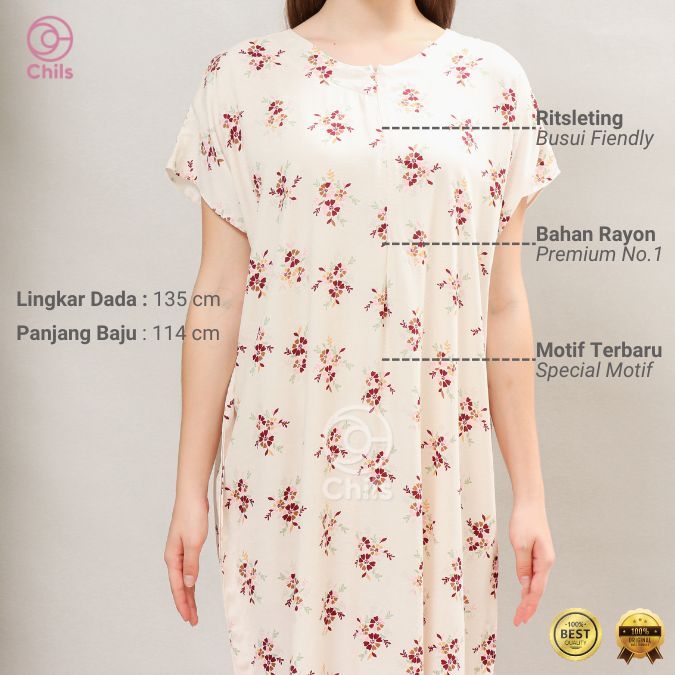 Chils
Ritsleting
Busui Fiendly
Bahan Rayon
Premium No.1
Lingkar Dada : 135 cm
Panjang Baju : 114 cm
Motif Terbaru
Special Motif
Chils
100%
BEST
QUALITY
100%
ORIGINAL